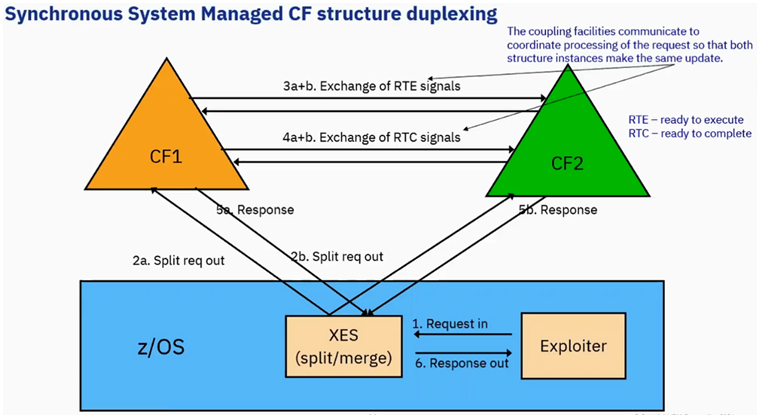 Synchronous System Managed CF structure duplexing
The coupling facilities communicate to
coordinate processing of the request so that both
structure instances make the same update.
3a+b. Exchange of RTE signals
RTE – ready to execute
RTC – ready to complete
4a+b. Exchange of RTC signals
CF1
CF2
5a. Response
5b. Response
2a. Split req out
2b. Split req out
z/OS
XES
(split/merge)
1. Request in
6. Response out
Exploiter